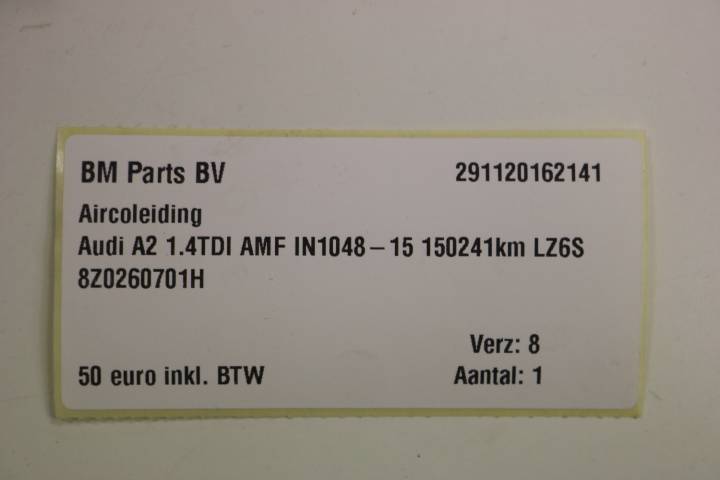 BM Parts BV 291120162141
Aircoleiding
Audi A2 1.4TDI AMF IN1048-15 150241km LZ6S
8Z0260701H
Verz: 8
50 euro inkl. BTW Aantal: 1